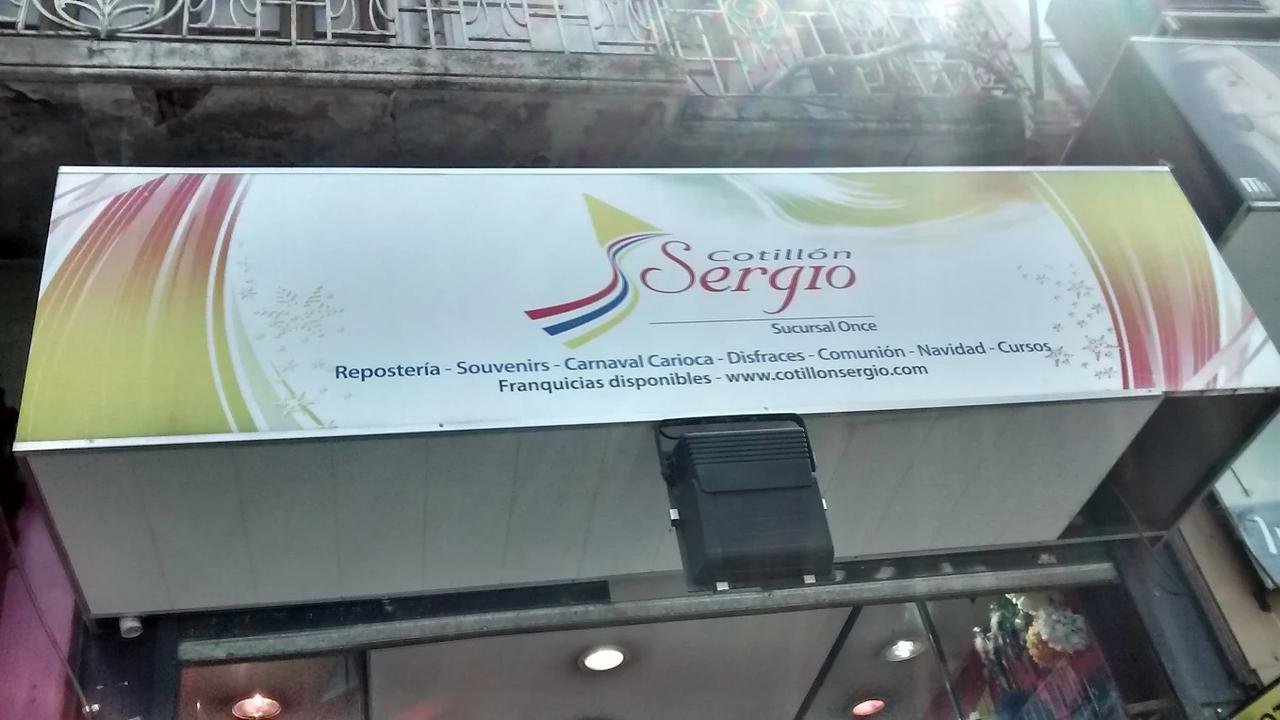 Cotillón
Sergio
Sucursal Once
Repostería - Souvenirs - Carnaval Carioca - Disfraces - Comunión - Navidad - Cursos
Franquicias disponibles - www.cotillonsergio.com